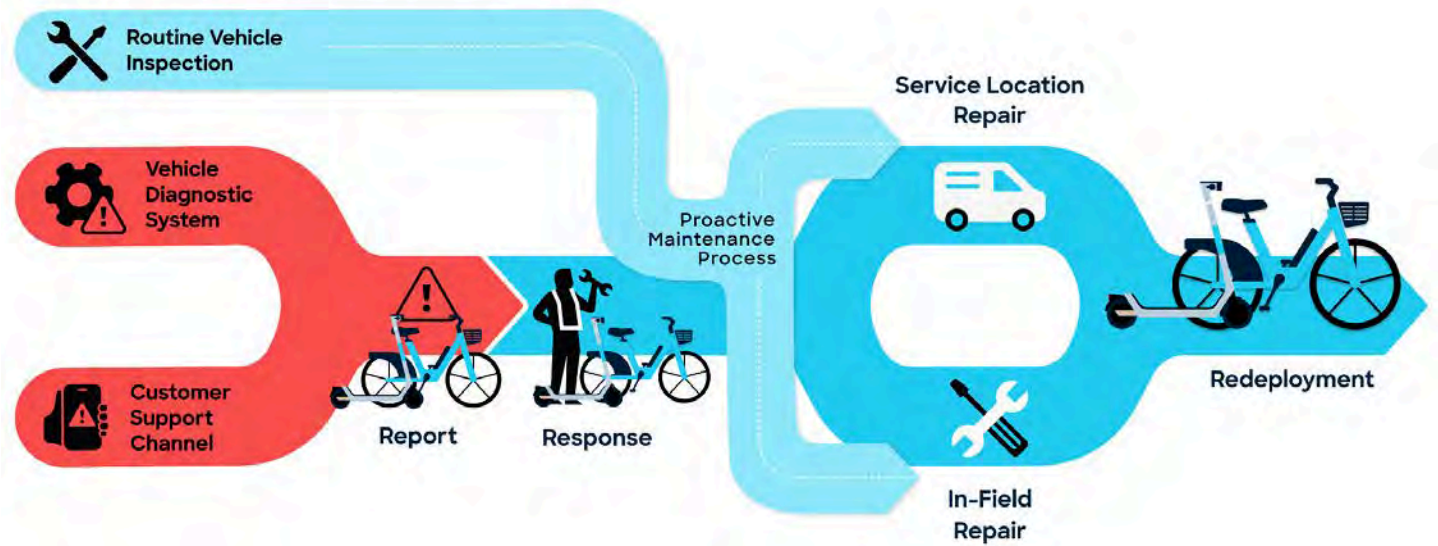 Routine Vehicle
Inspection
Vehicle
Diagnostic
System
Customer
Support
Channel
Report
Response
Proactive
Maintenance
Process
Service Location
Repair
In-Field
Repair
Redeployment